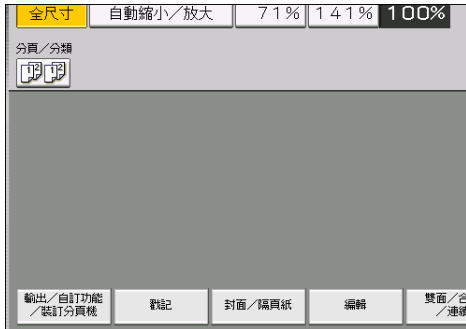 全尺寸 自動縮小／放大 71% 141% 100%
分頁／分類
輸出／自訂功能
／裝訂分頁機
戳記
封面／隔頁紙
編輯
雙面／
／連